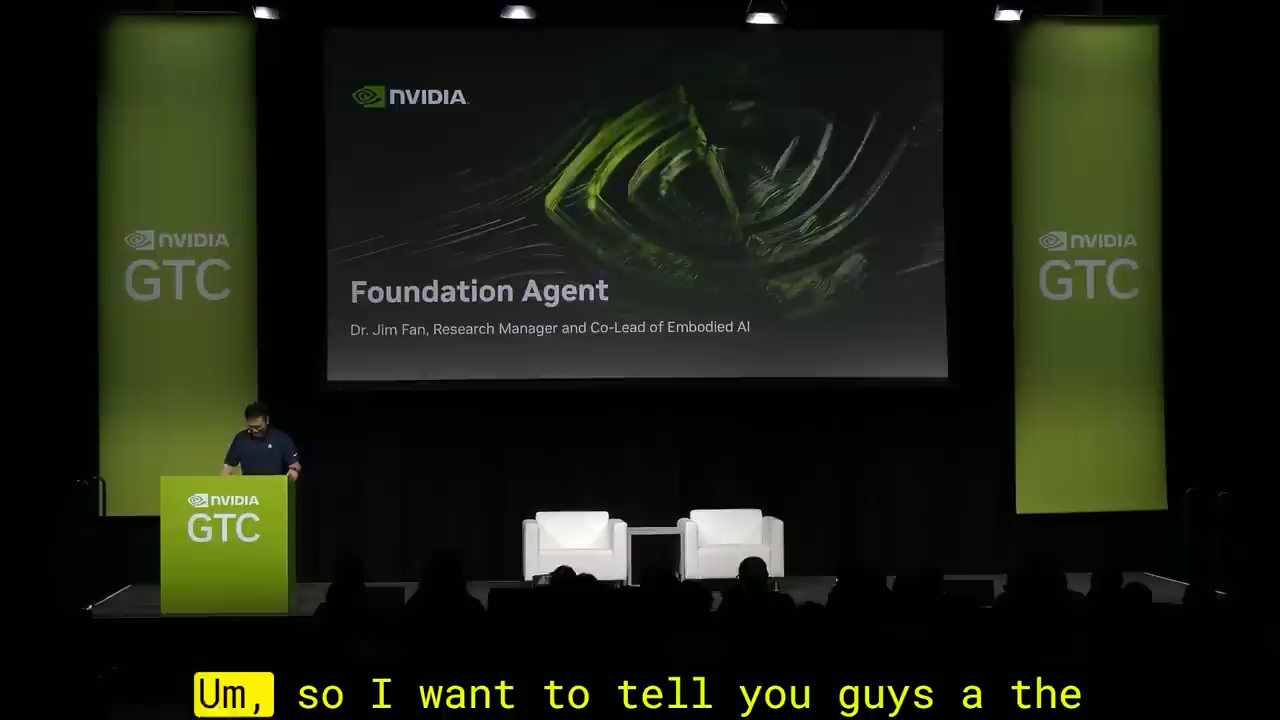 NVIDIA
Foundation Agent
Dr. Jim Fan, Research Manager and Co-Lead of Embodied AI
NVIDIA
GTC
NVIDIA
GTC
NVIDIA
GTC
Um, so I want to tell you guys a the